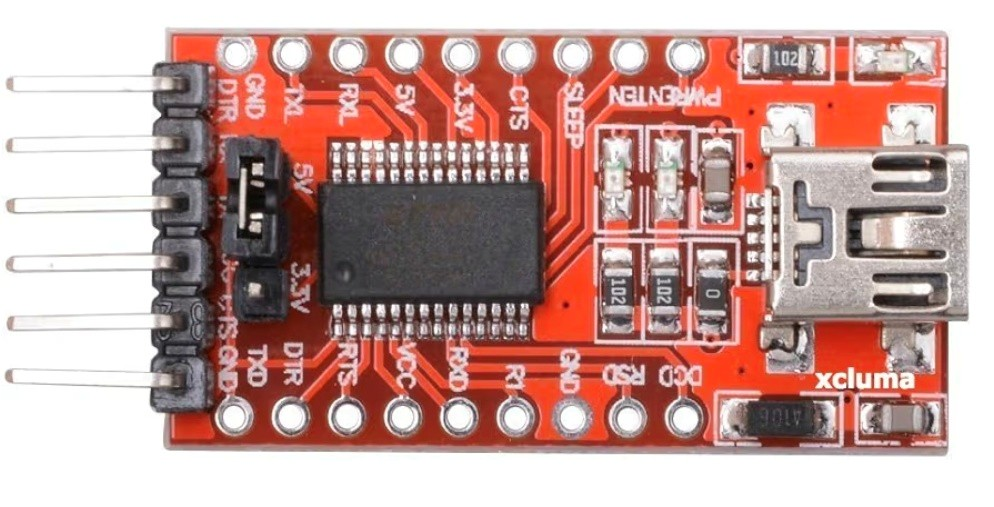 DTR
GND
TXL
RXL
5V
3.3V
CTS
SLEEP
PWRENTEN
102
5V
3.3V
102
102
0
GND
TXD
DTR
RTS
VCC
RXD
R1
GND
RSD
DCD
xcluma
A106